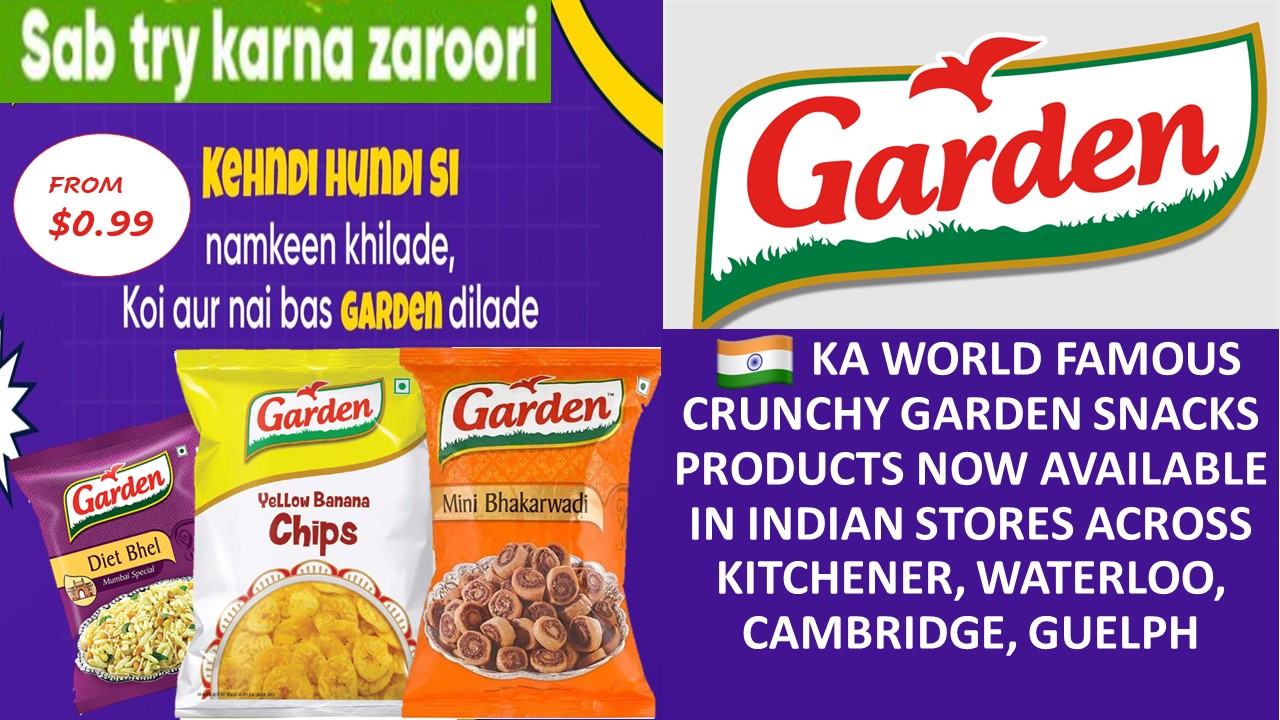 Sab try karna zaroori
FROM
$0.99
KEHNDI HUNDI SI
namkeen khilade,
Koi aur nai bas GARDEN dilade
Garden
Diet Bhel
Mumbai Special
Garden
Yellow Banana
Chips
Garden™
Mini Bhakarwadi
Garden
🇮🇳 KA WORLD FAMOUS
CRUNCHY GARDEN SNACKS
PRODUCTS NOW AVAILABLE
IN INDIAN STORES ACROSS
KITCHENER, WATERLOO,
CAMBRIDGE, GUELPH